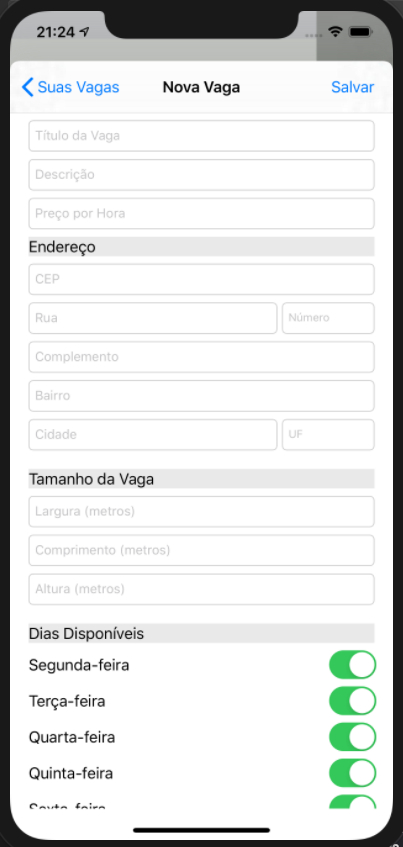 21:24
Suas Vagas Nova Vaga Salvar
Título da Vaga
Descrição
Preço por Hora
Endereço
CEP
Rua Número
Complemento
Bairro
Cidade UF
Tamanho da Vaga
Largura (metros)
Comprimento (metros)
Altura (metros)
Dias Disponíveis
Segunda-feira
Terça-feira
Quarta-feira
Quinta-feira
Sexta-feira